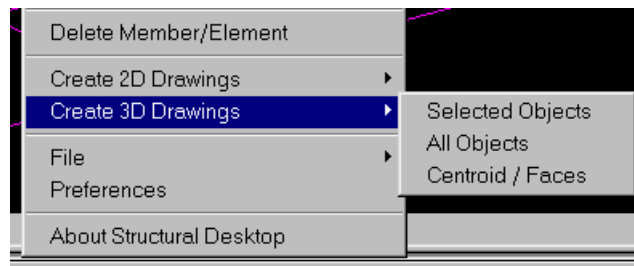 Delete Member/Element
Create 2D Drawings
Create 3D Drawings
Selected Objects
All Objects
Centroid / Faces
File
Preferences
About Structural Desktop